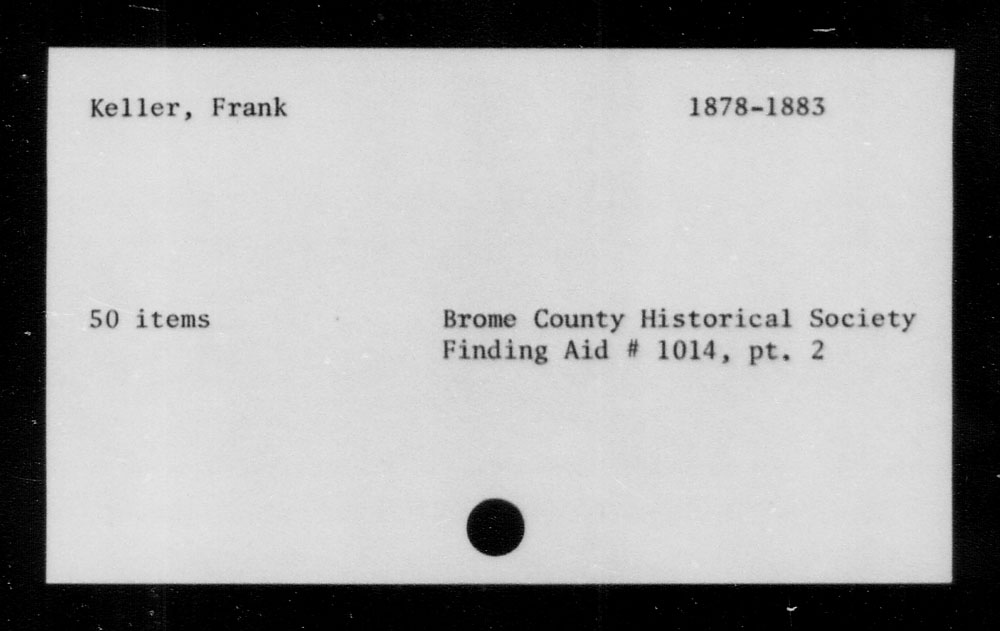 Keller, Frank 1878-1883
50 items Brome County Historical Society
Finding Aid # 1014, pt. 2